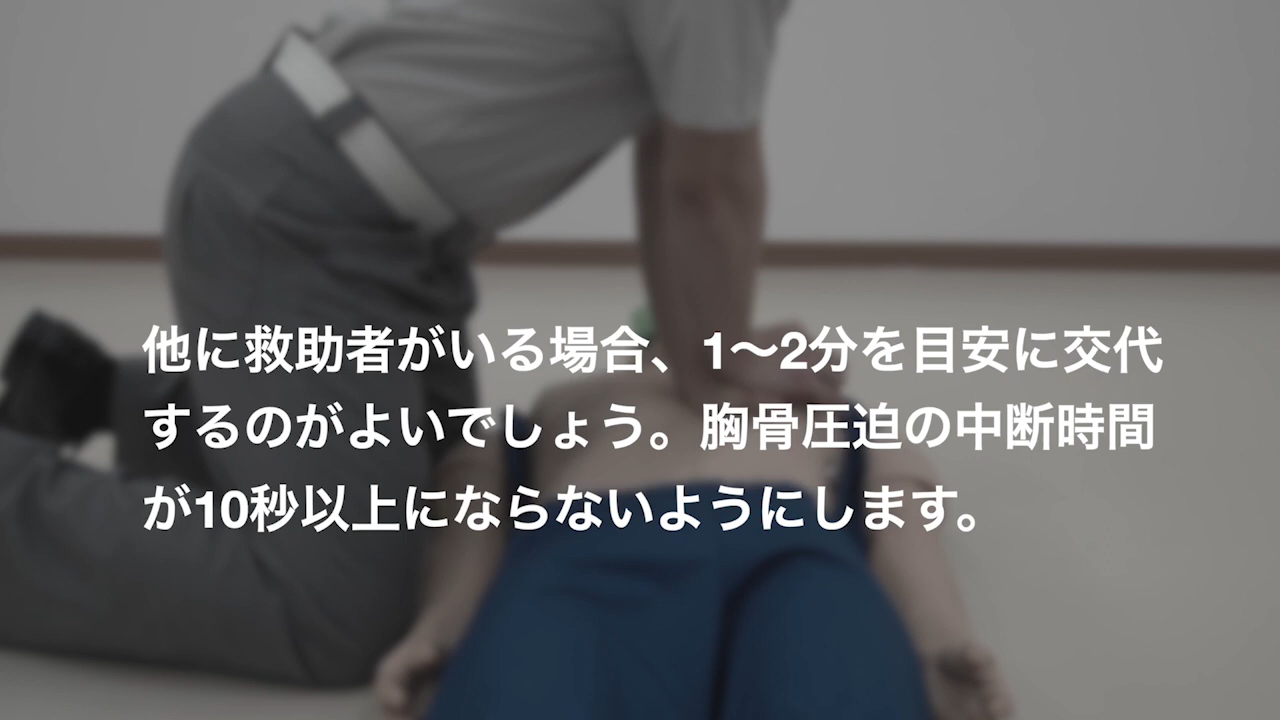 他に救助者がいる場合、1〜2分を目安に交代
するのがよいでしょう。胸骨圧迫の中断時間
が10秒以上にならないようにします。